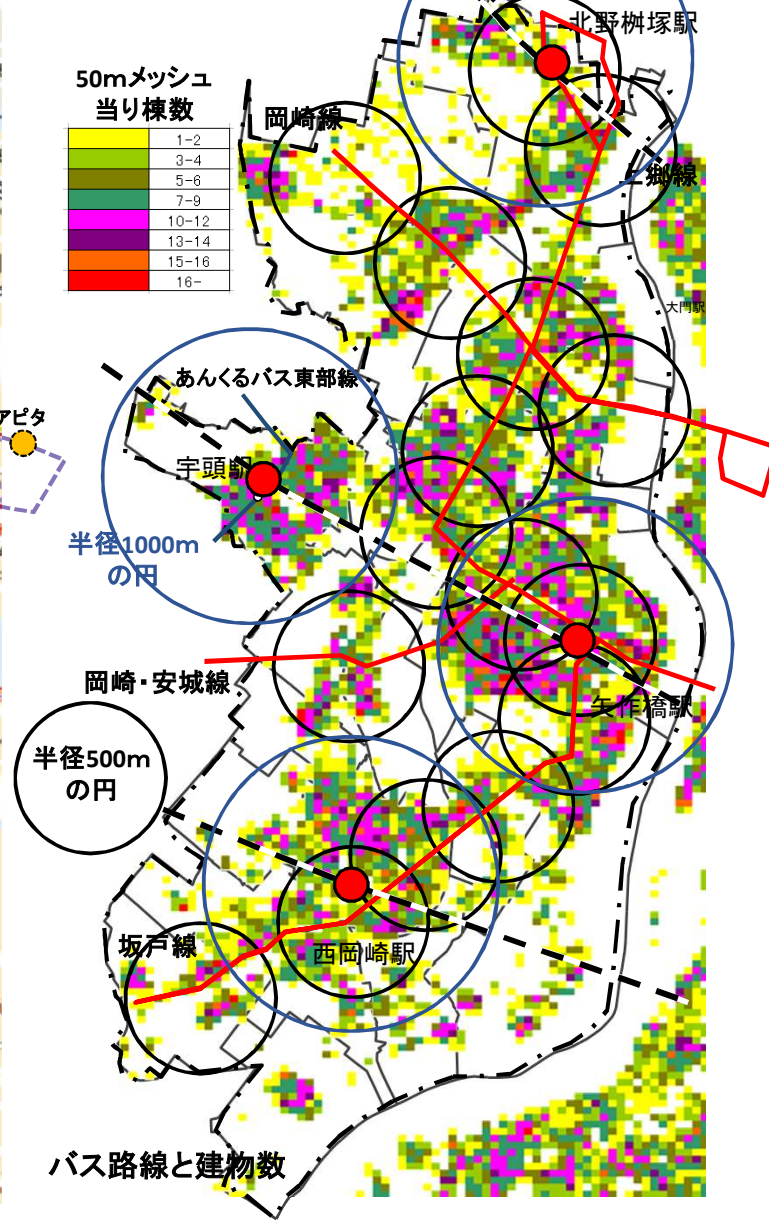 北野桝塚駅
50mメッシュ
当り棟数
1-2
3-4
5-6
7-9
10-12
13-14
15-16
16-
岡崎線
上郷線
大門駅
あんくるバス東部線
アピタ
宇頭駅
半径1000m
の円
岡崎・安城線
矢作橋駅
半径500m
の円
坂戸線
西岡崎駅
バス路線と建物数